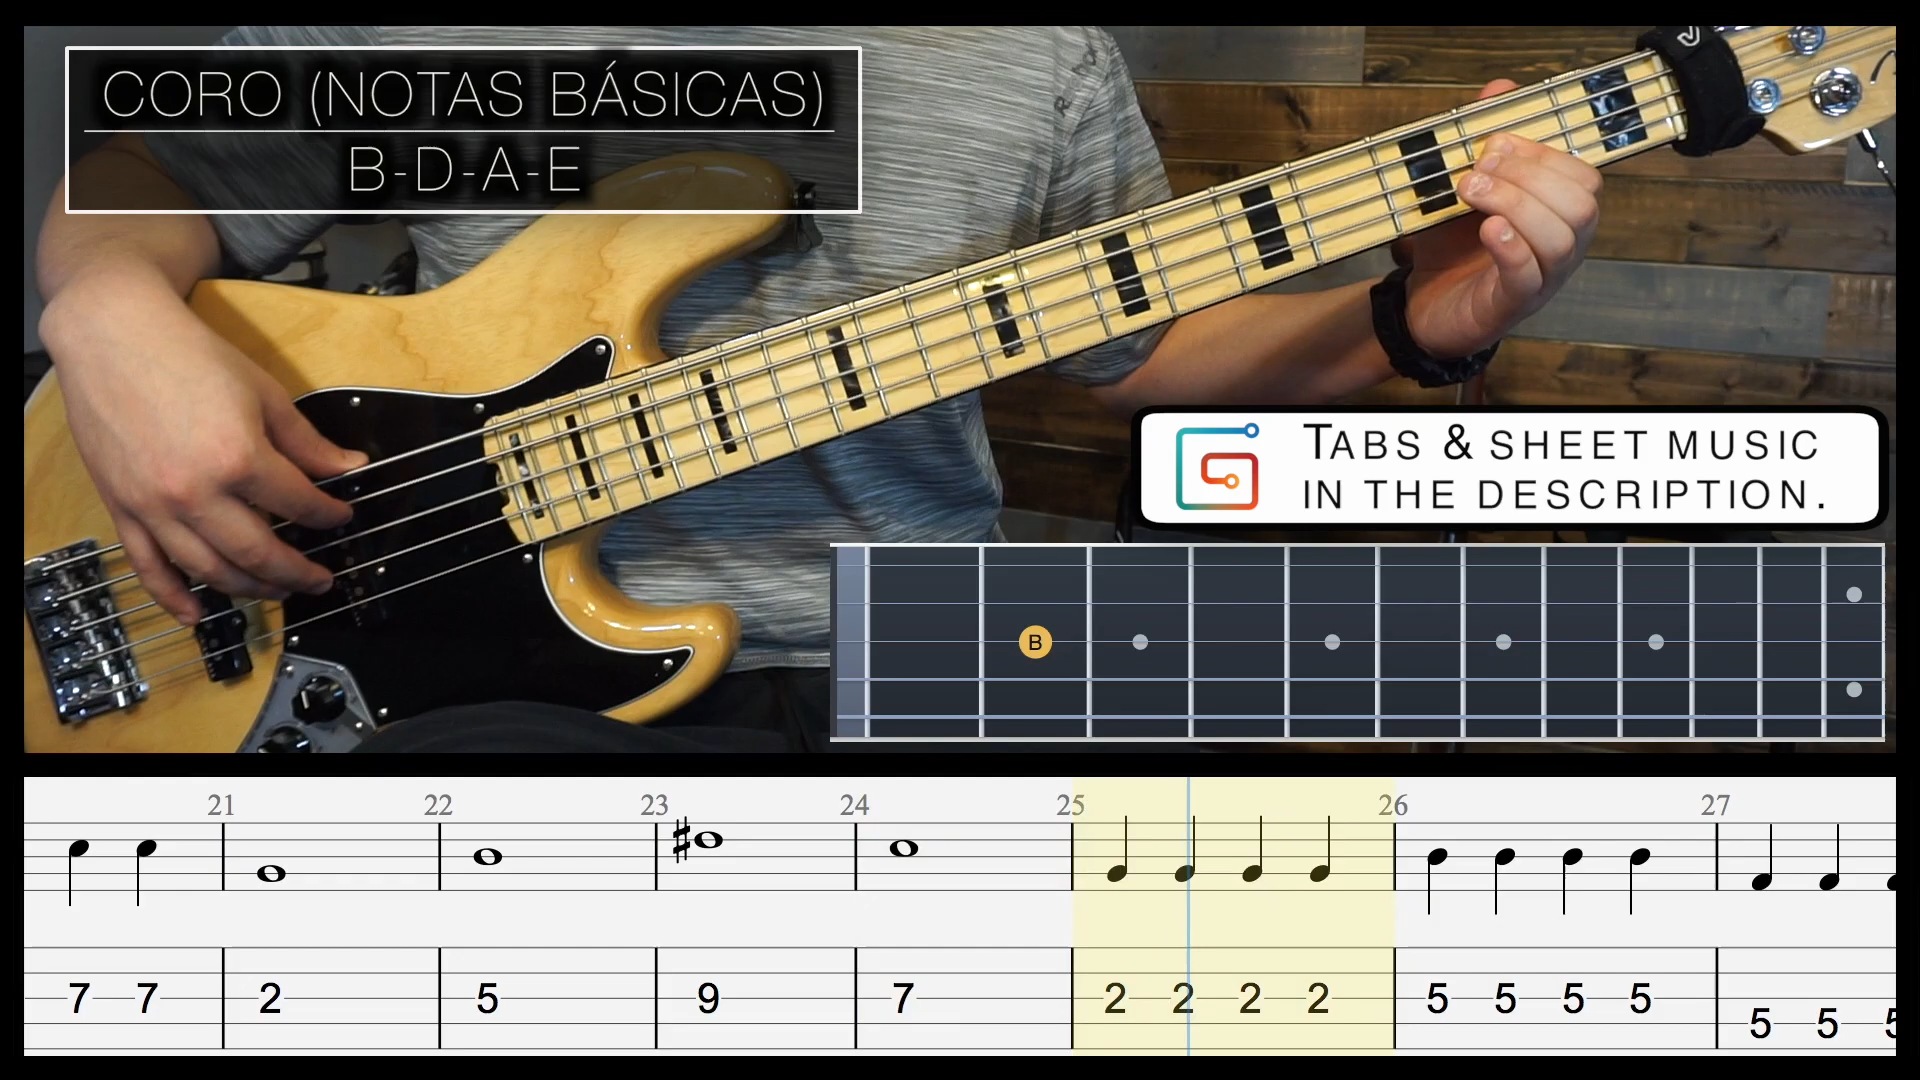 CORO (NOTAS BÁSICAS)
B-D-A-E
TABS & SHEET MUSIC
IN THE DESCRIPTION.
B
21 22 23 24 25 26 27
7 7 2 5 9 7 2 2 2 2 5 5 5 5
5 5 5